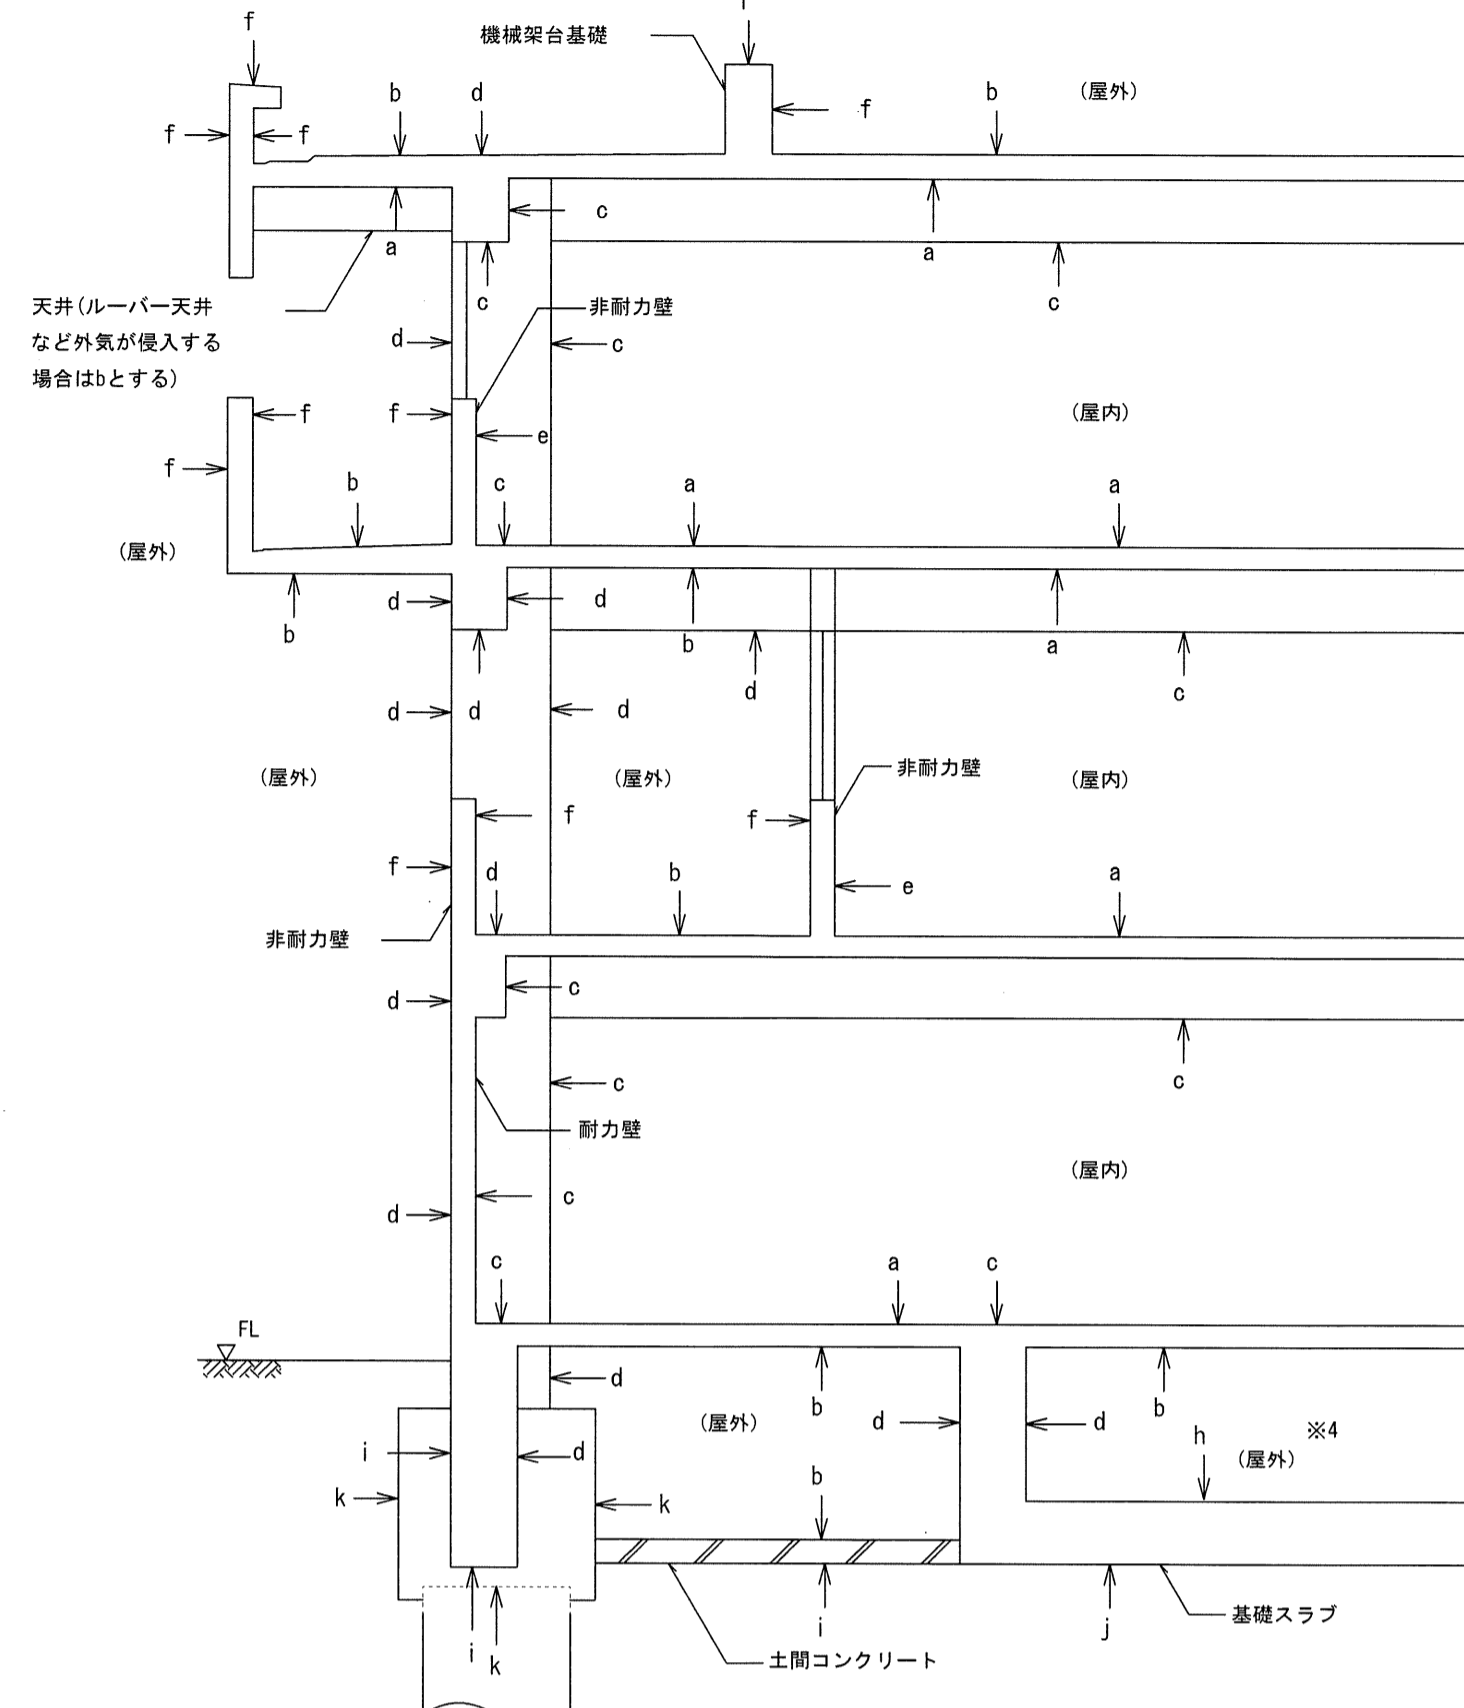 f
機械架台基礎
f
b
d
f
b
(屋外)
f
f
c
a
a
c
c
天井(ルーバー天井
など外気が侵入する
場合はbとする)
非耐力壁
d
c
f
f
e
(屋内)
f
b
c
a
a
(屋外)
d
d
b
b
d
a
c
d
d
d
(屋外)
(屋外)
非耐力壁
(屋内)
f
f
f
d
b
e
a
非耐力壁
d
c
c
c
耐力壁
(屋内)
c
d
c
a
c
FL
d
b
b
(屋外)
d
d
※4
(屋外)
h
i
d
b
k
k
i
k
i
j
基礎スラブ
土間コンクリート